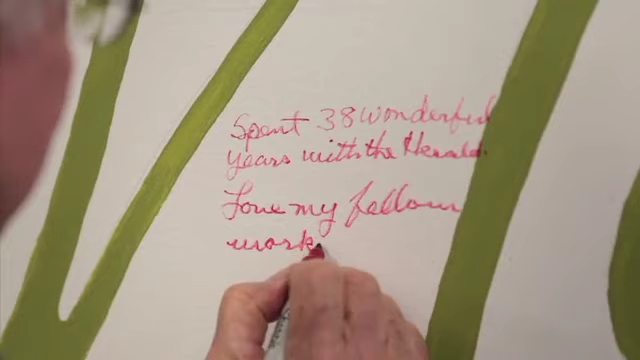 Spent 38 wonderful
years with the Herald.
Love my fellow
work